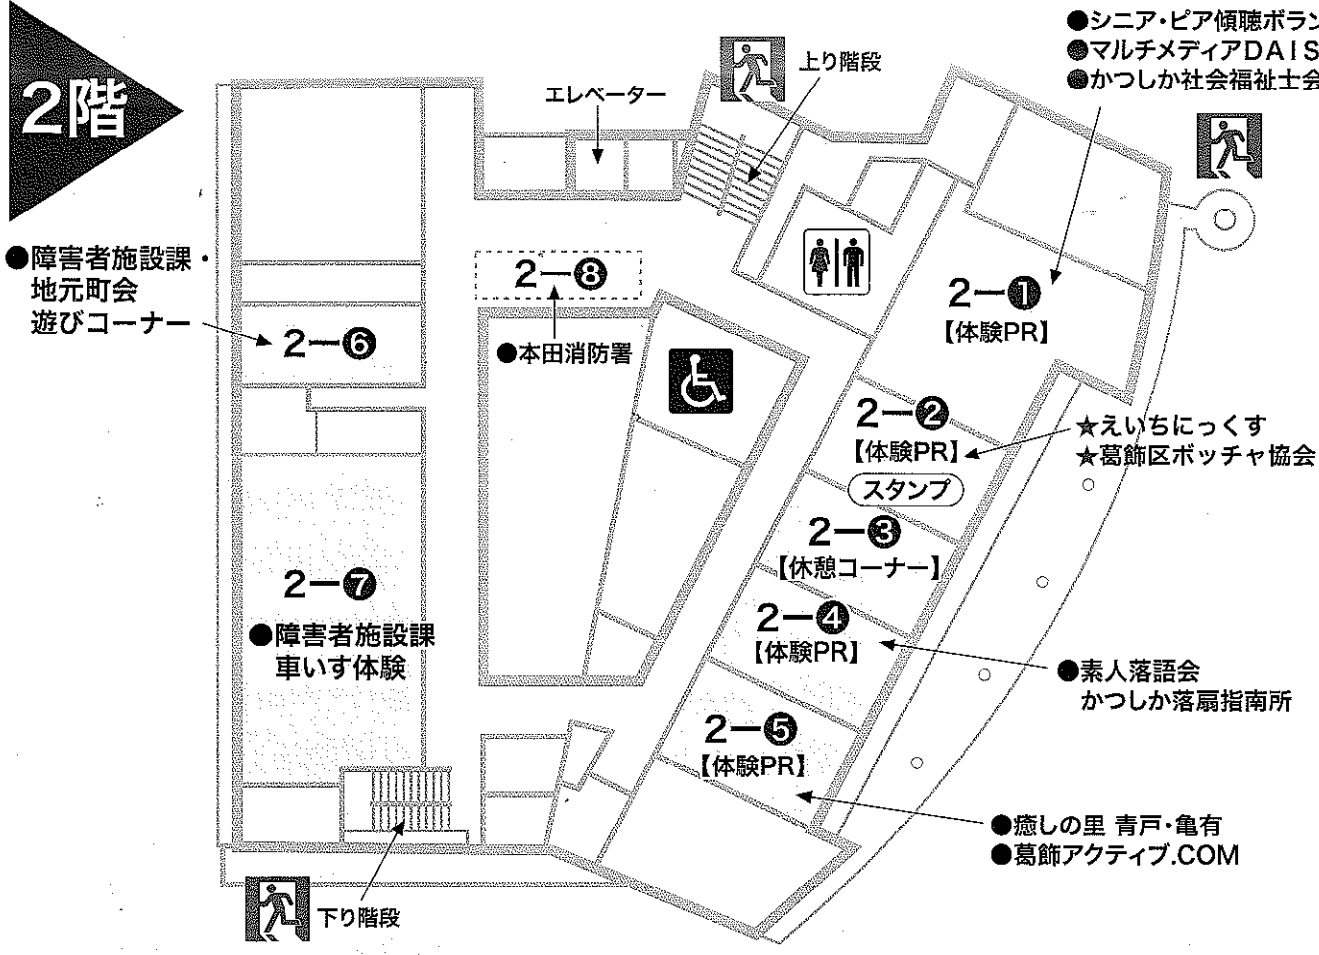 2階
●シニア・ピア傾聴ボラン
●マルチメディアDAIS
●かつしか社会福祉士会
上り階段
エレベーター
●障害者施設課・
地元町会
遊びコーナー
2ー❽
●本田消防署
2ー❻
2ー❶
【体験PR】
2ー❷
【体験PR】
★えいちにっくす
★葛飾区ボッチャ協会
スタンプ
2ー❸
【休憩コーナー】
2ー❼
●障害者施設課
車いす体験
2ー❹
【体験PR】
●素人落語会
かつしか落扇指南所
2ー❺
【体験PR】
●癒しの里 青戸・亀有
●葛飾アクティブ.COM
下り階段